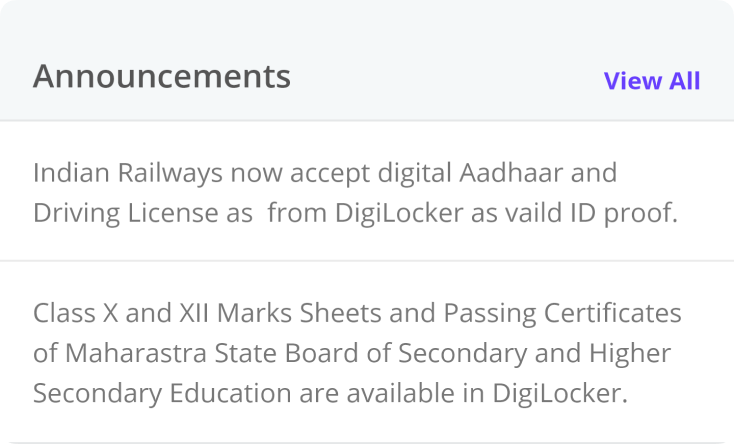 Announcements
View All
Indian Railways now accept digital Aadhaar and
Driving License as  from DigiLocker as vaild ID proof.
Class X and XII Marks Sheets and Passing Certificates
of Maharastra State Board of Secondary and Higher
Secondary Education are available in DigiLocker.